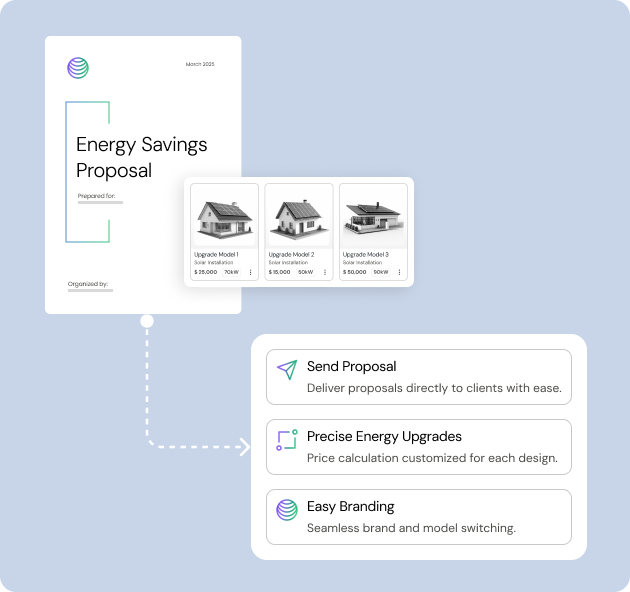 March 2025
Energy Savings
Proposal
Prepared for:
Upgrade Model 1
Solar Installation
$ 25,000 70kW
Upgrade Model 2
Solar Installation
$ 15,000 50kW
Upgrade Model 3
Solar Installation
$ 50,000 90kW
Organized by:
Send Proposal
Deliver proposals directly to clients with ease.
Precise Energy Upgrades
Price calculation customized for each design.
Easy Branding
Seamless brand and model switching.